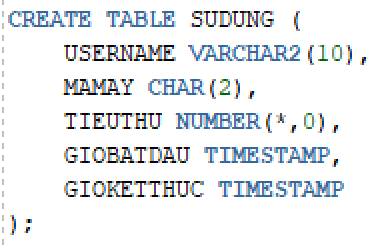 CREATE TABLE SUDUNG (
    USERNAME VARCHAR2(10),
    MAMAY CHAR(2),
    TIEUTHU NUMBER(*,0),
    GIOBATDAU TIMESTAMP,
    GIOKETTHUC TIMESTAMP
);